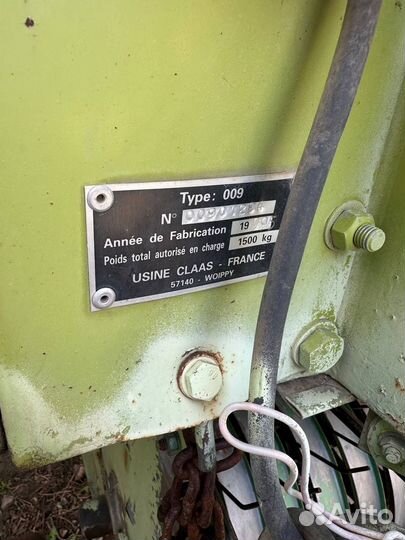 Type: 009
N°
Année de Fabrication 19
Poids total autorisé en charge 1500 kg
USINE CLAAS - FRANCE
57140 - WOIPPY
Avito